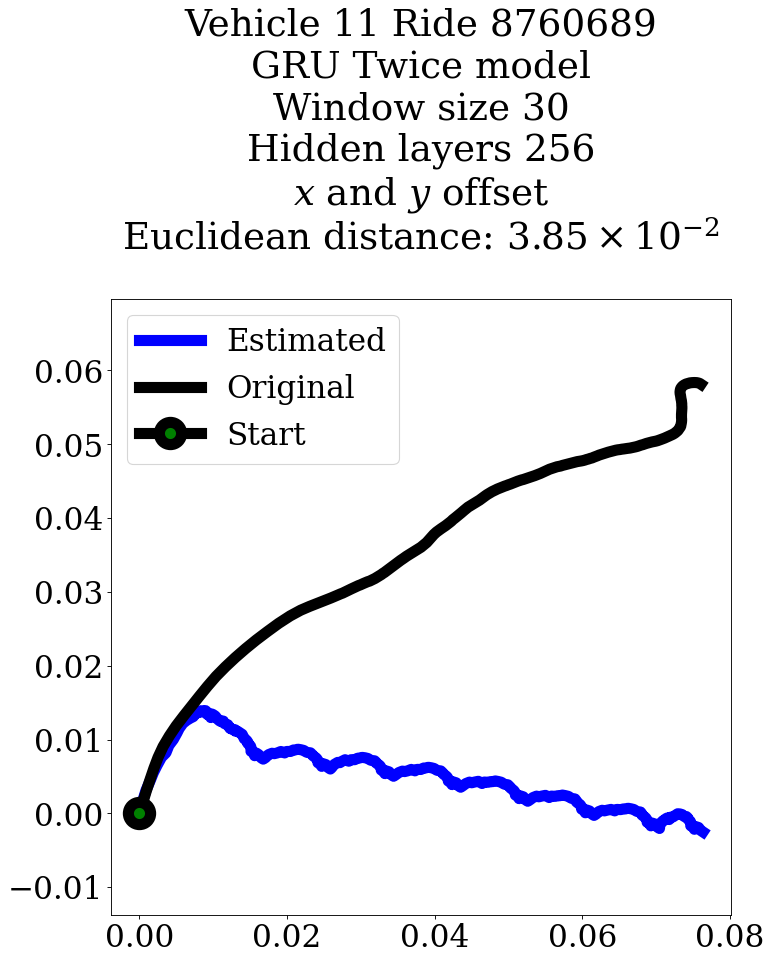 Vehicle 11 Ride 8760689
GRU Twice model
Window size 30
Hidden layers 256
x and y offset
Euclidean distance: 3.85 × 10⁻²
Estimated
Original
Start
0.06
0.05
0.04
0.03
0.02
0.01
0.00
−0.01
0.00 0.02 0.04 0.06 0.08